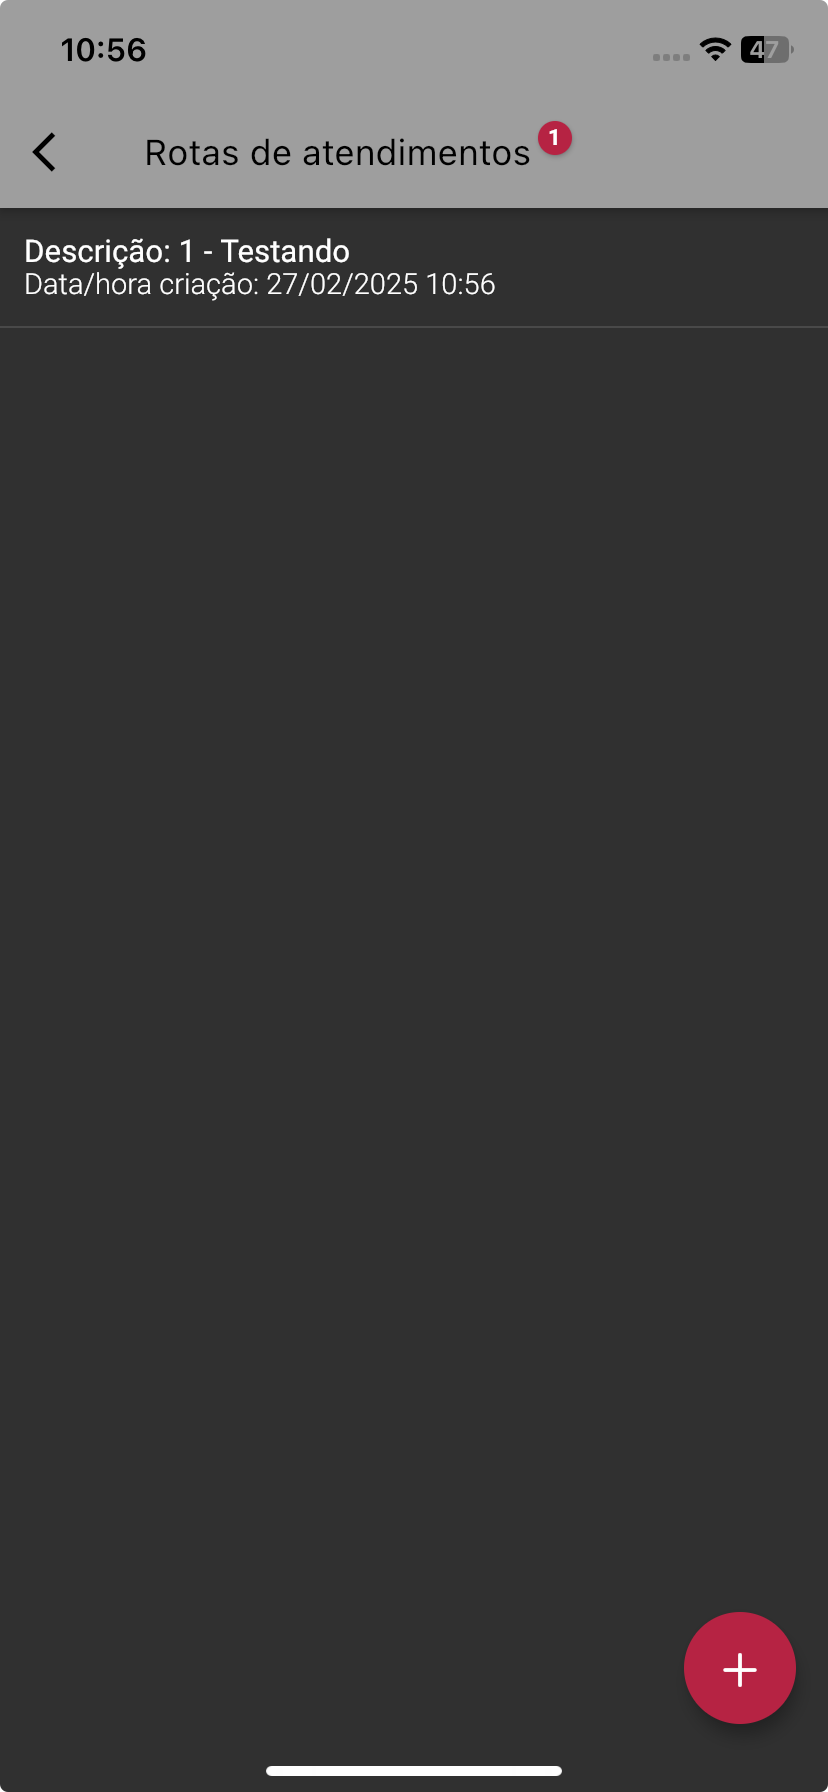 10:56
47
Rotas de atendimentos
1
Descrição: 1 - Testando
Data/hora criação: 27/02/2025 10:56